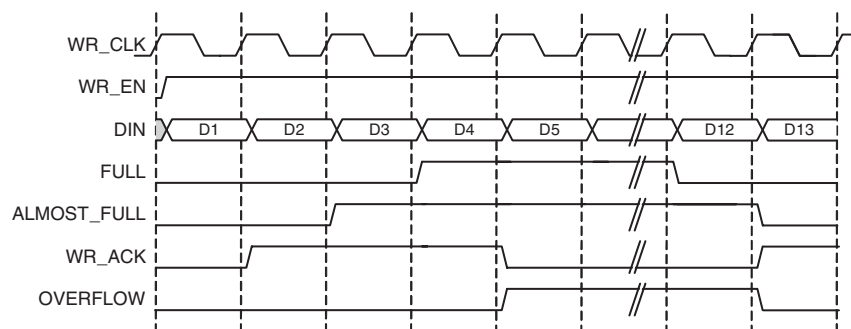 WR_CLK
WR_EN
DIN D1 D2 D3 D4 D5 D12 D13
FULL
ALMOST_FULL
WR_ACK
OVERFLOW